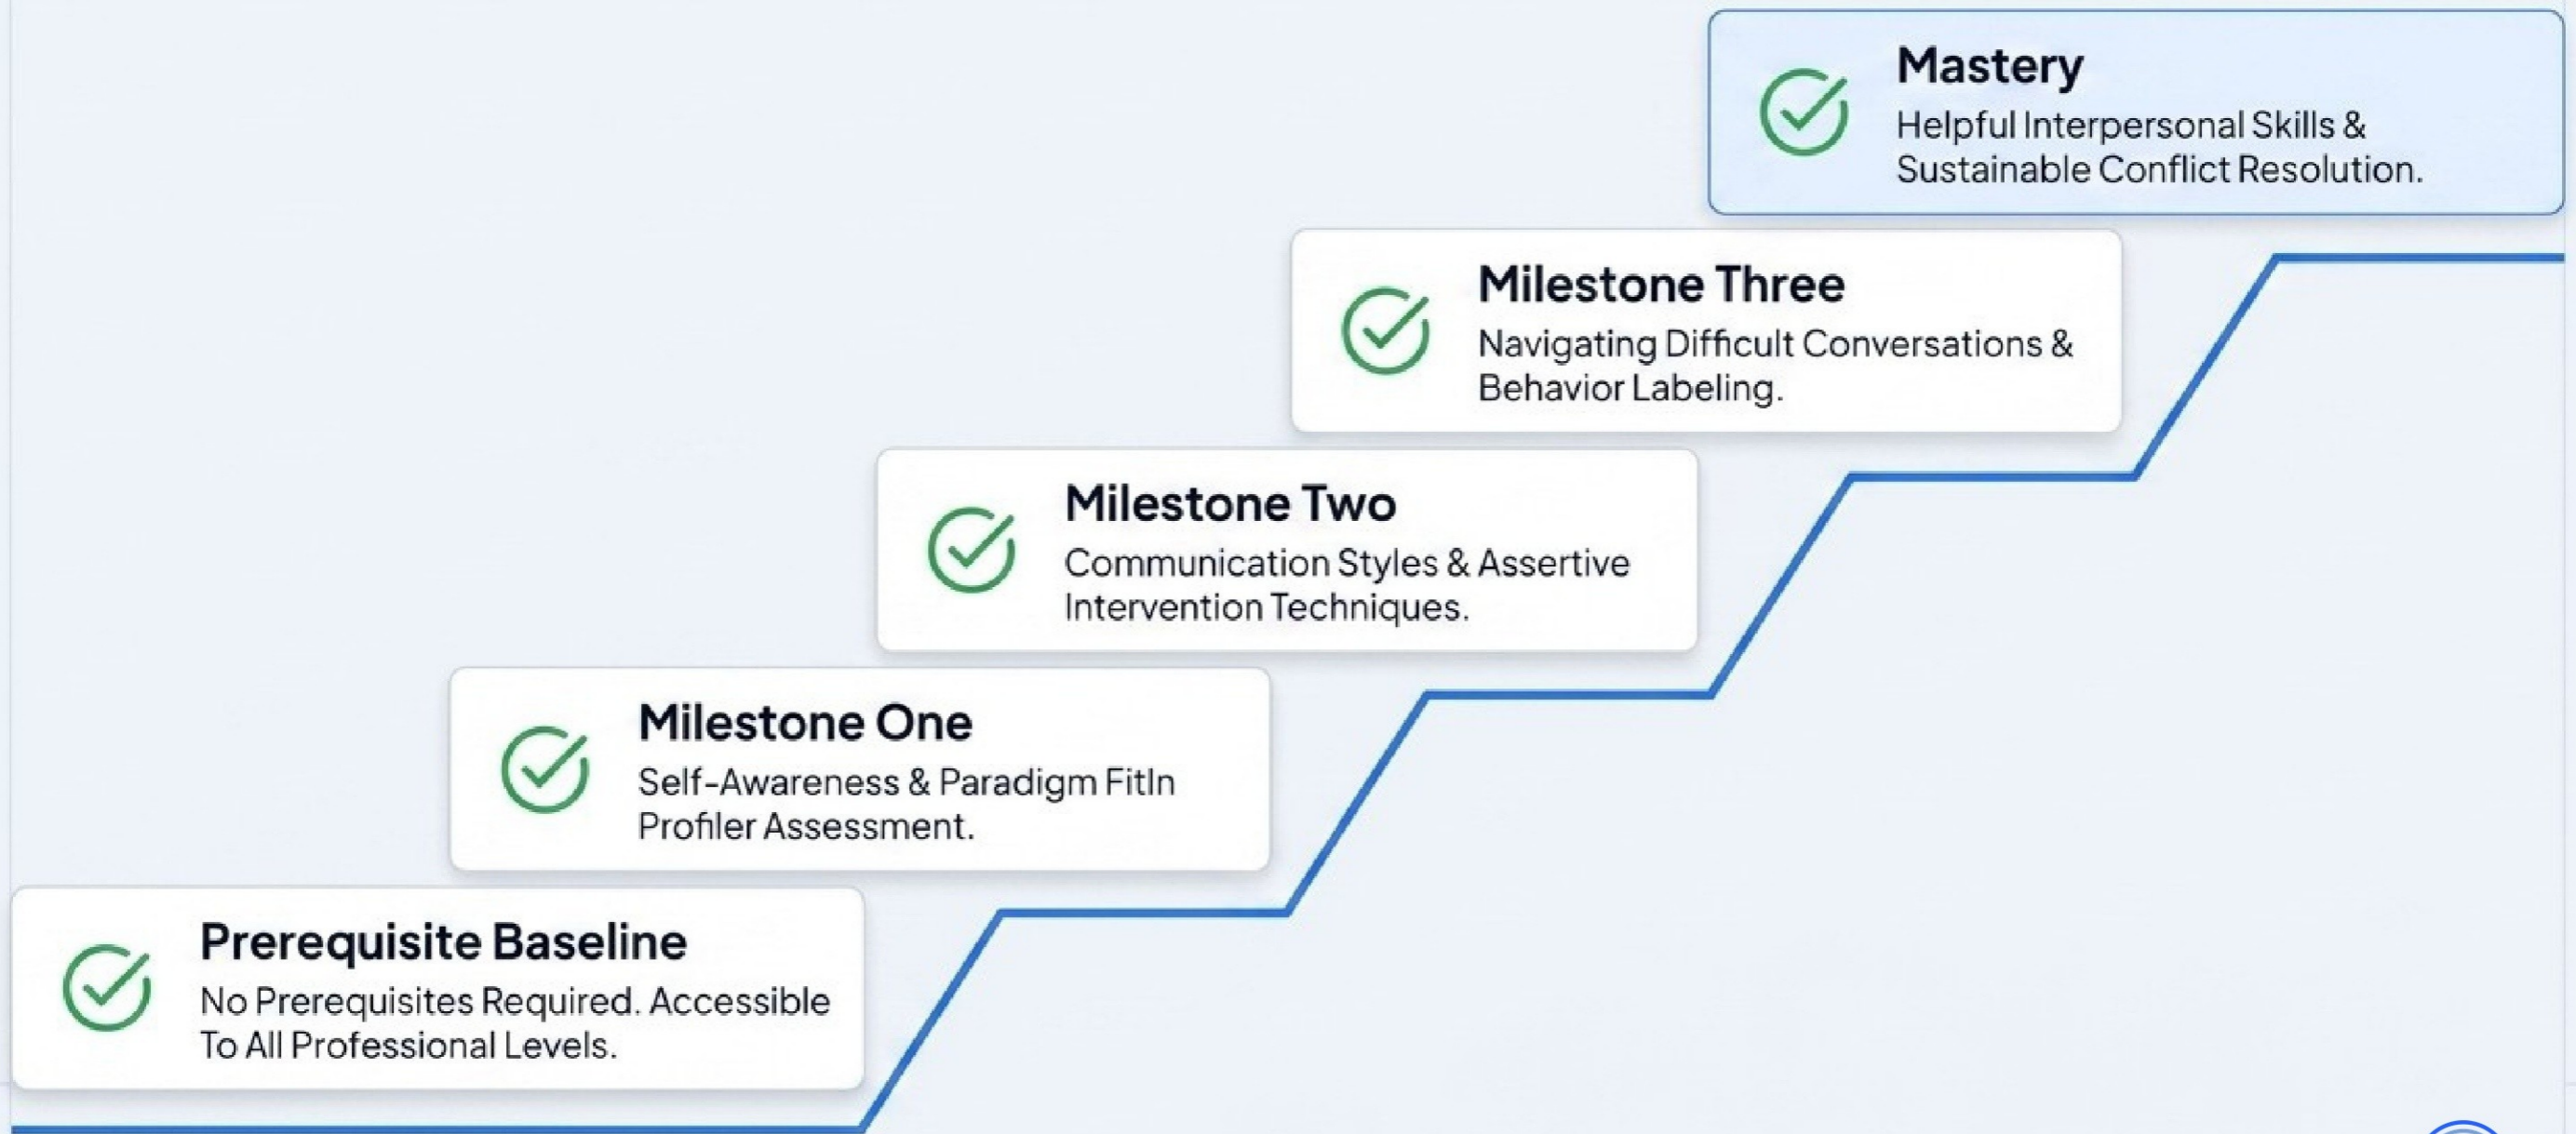 Mastery
Helpful Interpersonal Skills &
Sustainable Conflict Resolution.
Milestone Three
Navigating Difficult Conversations &
Behavior Labeling.
Milestone Two
Communication Styles & Assertive
Intervention Techniques.
Milestone One
Self-Awareness & Paradigm FitIn
Profiler Assessment.
Prerequisite Baseline
No Prerequisites Required. Accessible
To All Professional Levels.